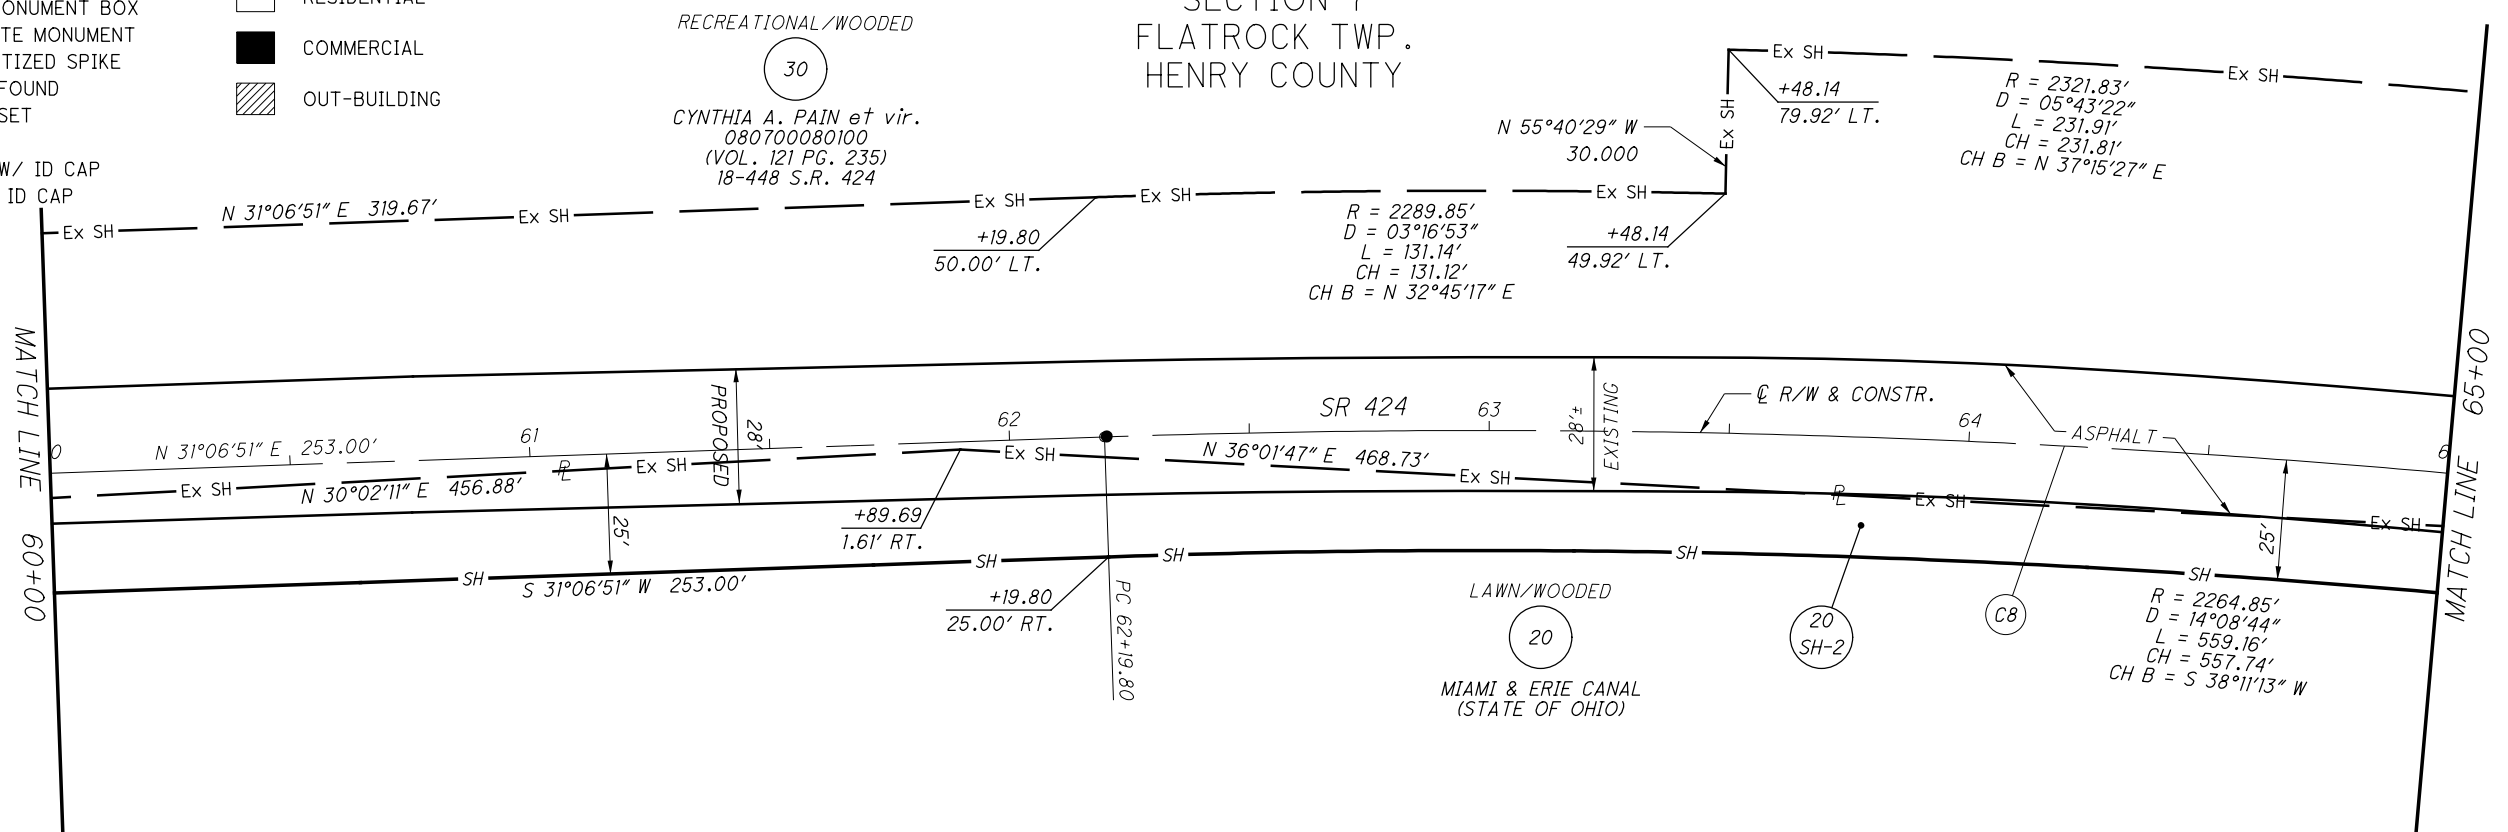 MONUMENT BOX
TE MONUMENT
TIZED SPIKE
FOUND
SET
W/ ID CAP
ID CAP
RESIDENTIAL
COMMERCIAL
OUT-BUILDING
RECREATIONAL/WOODED
30
CYNTHIA A. PAIN et vir.
080700080100
(VOL. 121 PG. 235)
18-448 S.R. 424
SECTION 7
FLATROCK TWP.
HENRY COUNTY
Ex SH
Ex SH
+48.14
79.92' LT.
R = 2321.83'
D = 05°43'22"
L = 231.91'
CH = 231.81'
CH B = N 37°15'27" E
N 55°40'29" W
30.000
Ex SH
Ex SH
N 31°06'51" E 319.67'
Ex SH
Ex SH
Ex SH
Ex SH
+19.80
50.00' LT.
R = 2289.85'
D = 03°16'53"
L = 131.14'
CH = 131.12'
CH B = N 32°45'17" E
+48.14
49.92' LT.
MATCH LINE 60+00
0
N 31°06'51" E 253.00'
61
PROPOSED
28'
62
SR 424
63
28'±
EXISTING
℄ R/W & CONSTR.
64
ASPHALT
6
MATCH LINE 65+00
Ex SH
N 30°02'11" E 456.88'
PL
Ex SH
Ex SH
N 36°01'47" E 468.73'
Ex SH
PL
Ex SH
Ex SH
25'
+89.69
1.61' RT.
25'
SH
S 31°06'51" W 253.00'
SH
SH
SH
SH
+19.80
25.00' RT.
PC 62+19.80
LAWN/WOODED
20
MIAMI & ERIE CANAL
(STATE OF OHIO)
20
SH-2
C8
R = 2264.85'
D = 14°08'44"
L = 559.16'
CH = 557.74'
CH B = S 38°11'13" W